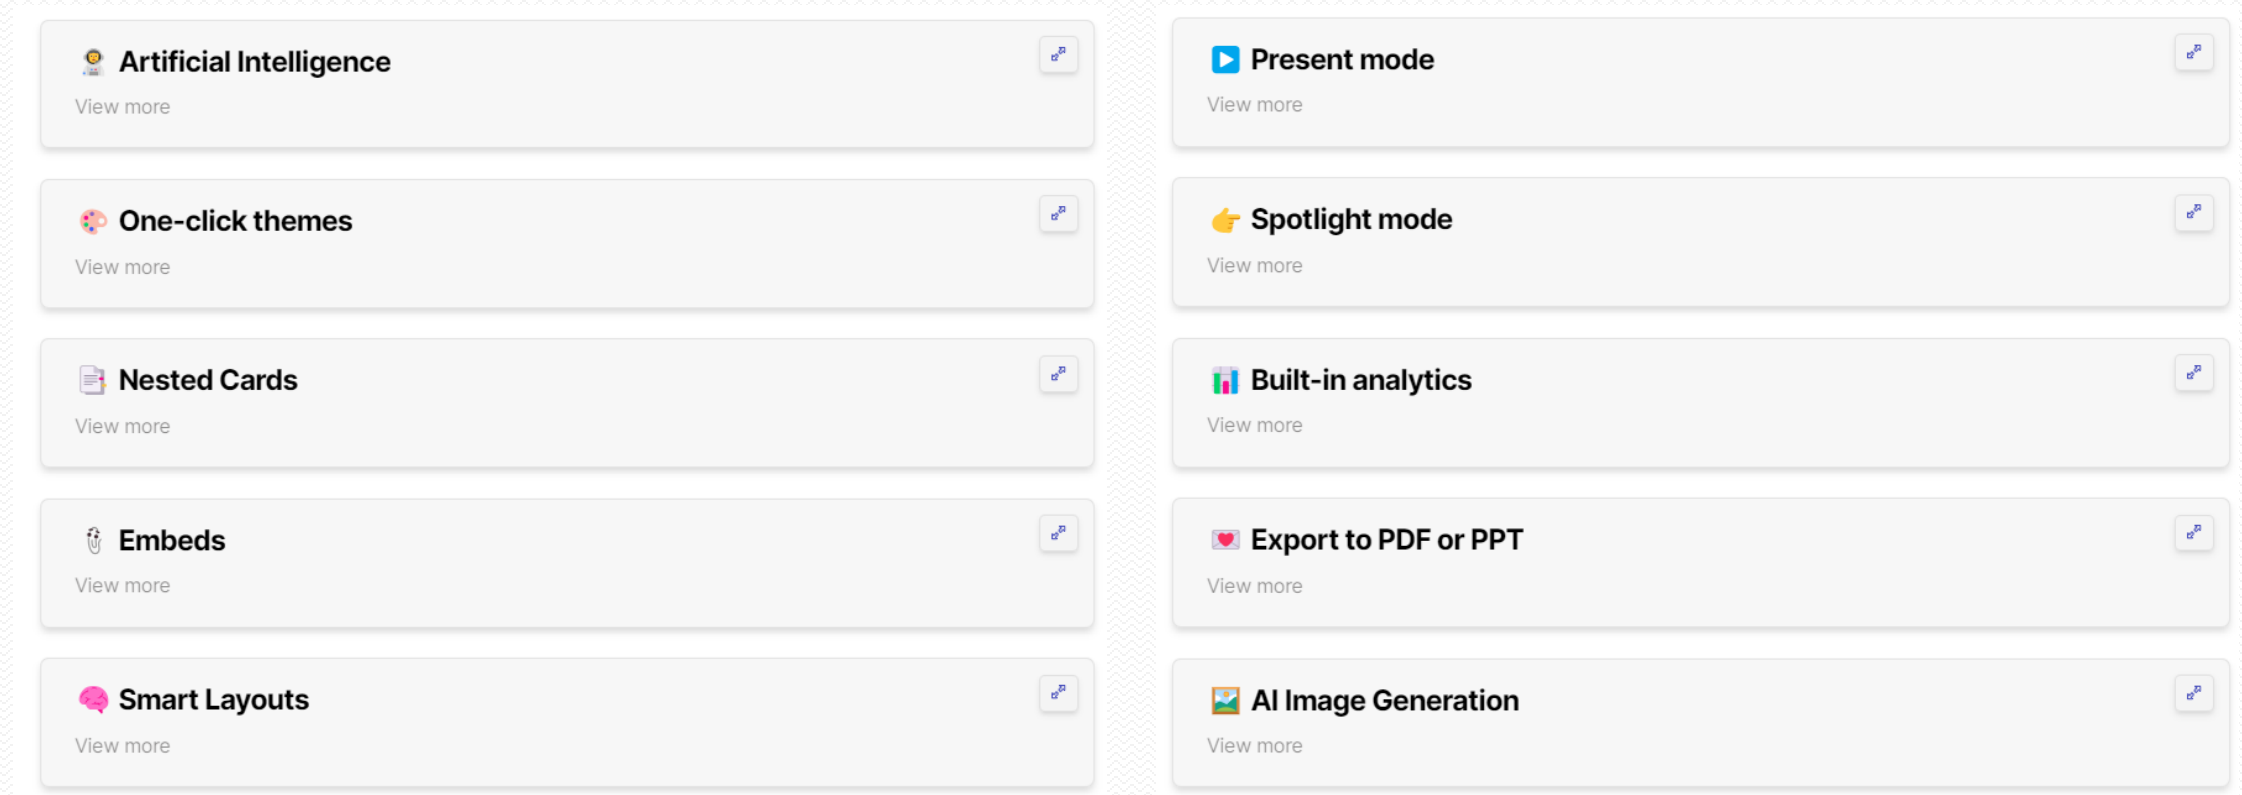 Artificial Intelligence
View more
One-click themes
View more
Nested Cards
View more
Embeds
View more
Smart Layouts
View more
Present mode
View more
Spotlight mode
View more
Built-in analytics
View more
Export to PDF or PPT
View more
AI Image Generation
View more